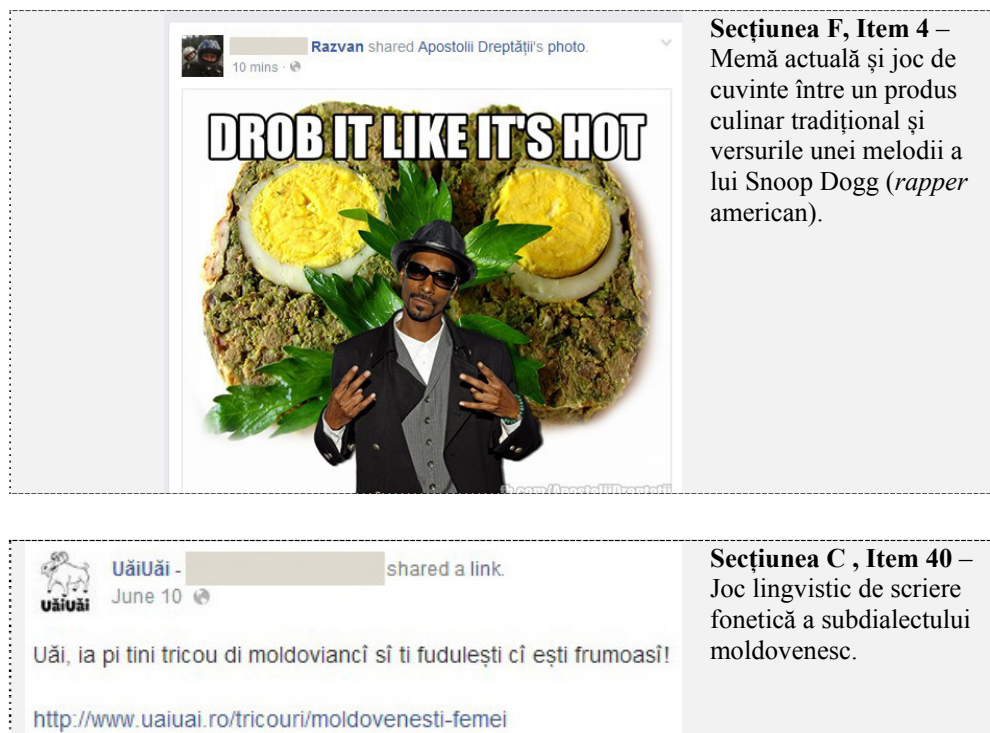 Razvan shared Apostolii Dreptății's photo.
10 mins ·
DROB IT LIKE IT'S HOT
fb.com/ApostoliiDreptatii
Secțiunea F, Item 4 –
Memă actuală și joc de
cuvinte între un produs
culinar tradițional și
versurile unei melodii a
lui Snoop Dogg (rapper
american).
UăiUăi - shared a link.
June 10
uăiuăi
Uăi, ia pi tini tricou di moldoviancî sî ti fudulești cî ești frumoasî!
http://www.uaiuai.ro/tricouri/moldovenesti-femei
Secțiunea C , Item 40 –
Joc lingvistic de scriere
fonetică a subdialectului
moldovenesc.